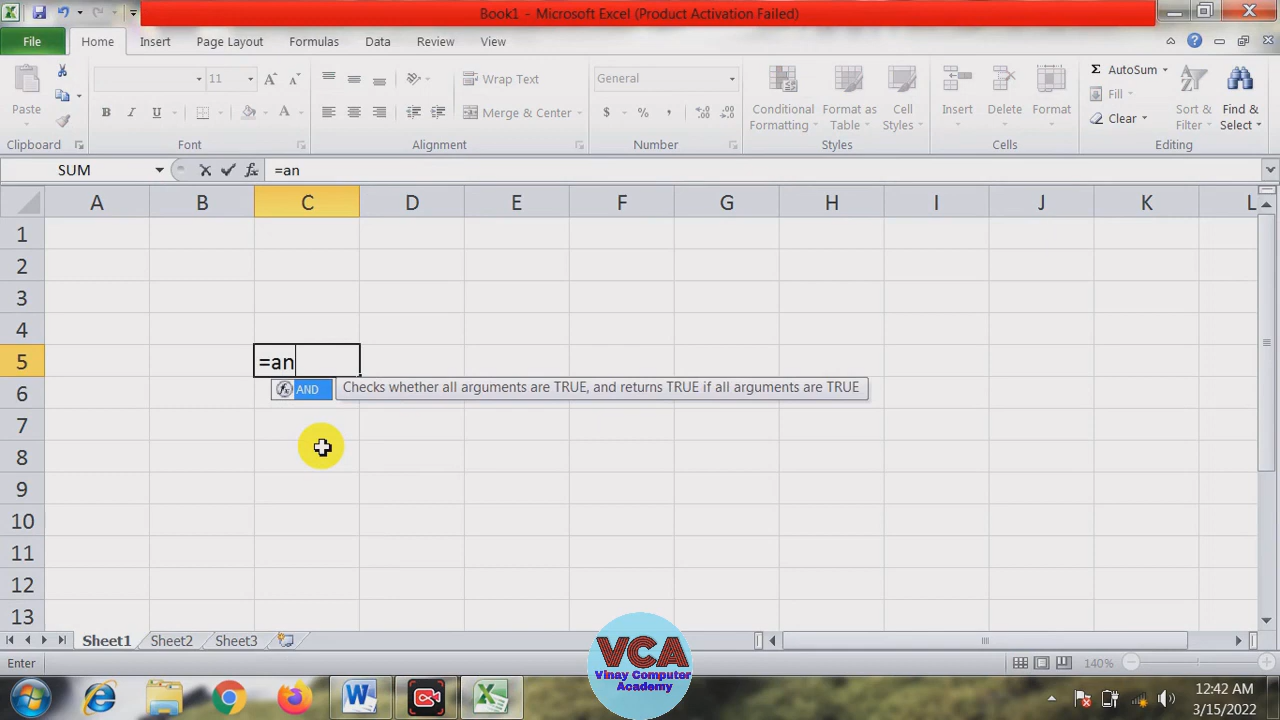 Book1 - Microsoft Excel (Product Activation Failed)
File Home Insert Page Layout Formulas Data Review View
Paste
Clipboard
11
B I U A
Font
Wrap Text
Merge & Center
Alignment
General
$ % ,
Number
Conditional Formatting
Format as Table
Cell Styles
Styles
Insert Delete Format
Cells
Σ AutoSum
Fill
Clear
Sort & Filter
Find & Select
Editing
SUM fx =an
A B C D E F G H I J K L
1
2
3
4
5 =an
6 AND Checks whether all arguments are TRUE, and returns TRUE if all arguments are TRUE
7
8
9
10
11
12
13
Sheet1 Sheet2 Sheet3
Enter 140%
VCA
Vinay Computer
Academy
12:42 AM
3/15/2022